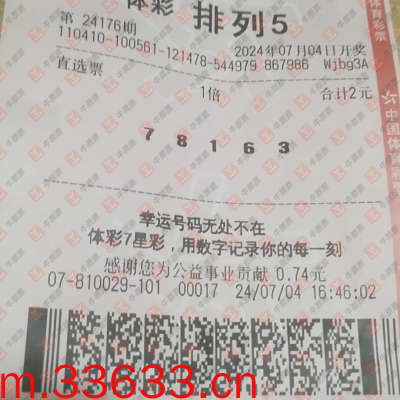 体彩 排列5
第 24176期 2024年07月04日开奖
110410-100561-121478-544979 867986 Wjbg3A
直选票 1倍 合计2元
7 8 1 6 3
幸运号码无处不在
体彩7星彩，用数字记录你的每一刻
感谢您为公益事业贡献 0.74元
07-810029-101 00017 24/07/04 16:46:02
体育彩票
中国体育彩票
m.33633.cn